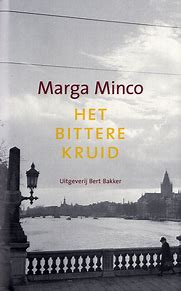 Marga Minco
HET
BITTERE
KRUID
Uitgeverij Bert Bakker